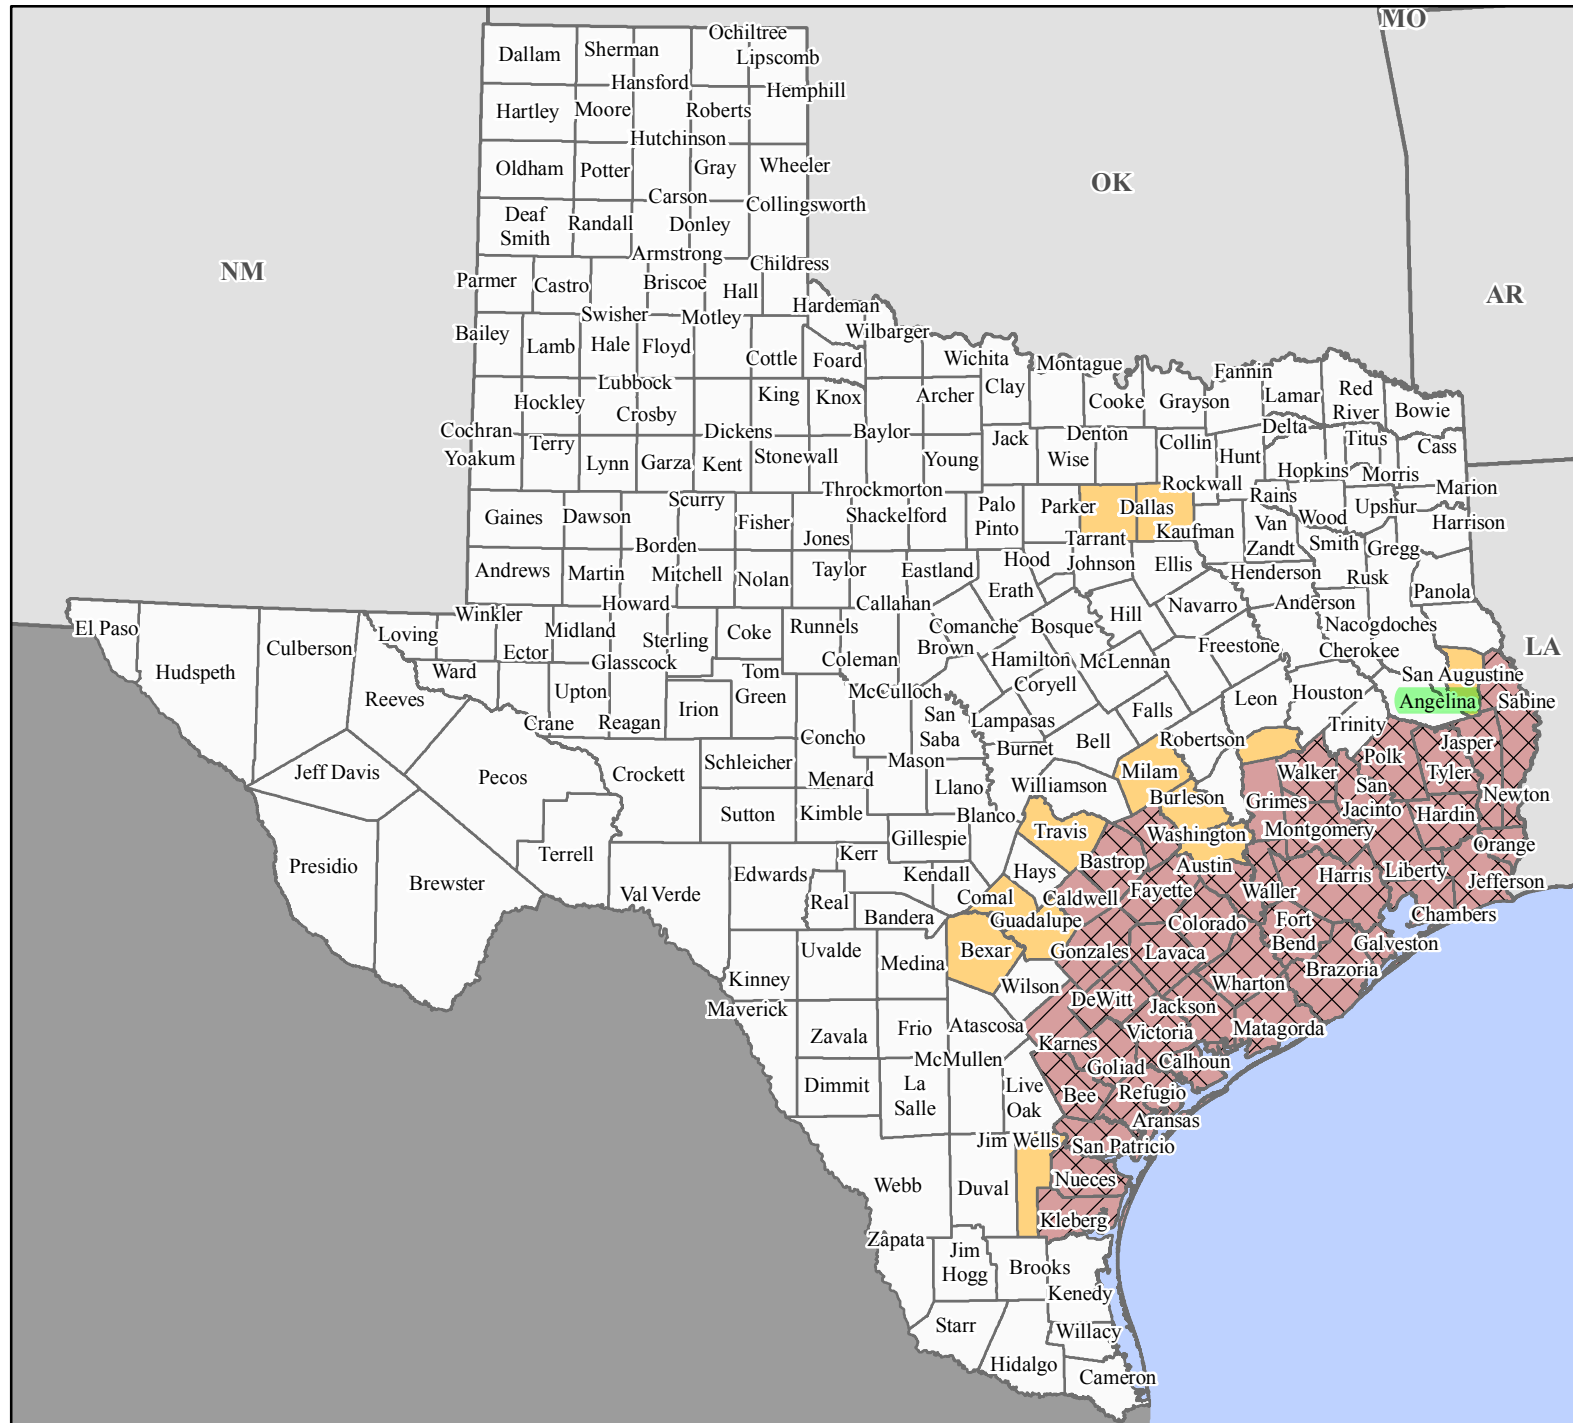 MO
Ochiltree
Dallam
Sherman
Lipscomb
Hansford
Hemphill
Hartley
Moore
Roberts
Hutchinson
Oldham
Potter
Gray
Wheeler
OK
Carson
Collingsworth
Deaf
Smith
Randall
Donley
Armstrong
Childress
NM
Parmer
Castro
Briscoe
Hall
AR
Hardeman
Swisher
Motley
Bailey
Wilbarger
Lamb
Hale
Floyd
Cottle
Foard
Wichita
Montague
Fannin
Lubbock
King
Knox
Archer
Clay
Cooke
Grayson
Lamar
Red
River
Bowie
Hockley
Crosby
Cochran
Dickens
Baylor
Jack
Denton
Collin
Delta
Titus
Cass
Terry
Yoakum
Lynn
Garza
Kent
Stonewall
Young
Wise
Hunt
Hopkins
Morris
Throckmorton
Rockwall
Marion
Scurry
Rains
Gaines
Dawson
Fisher
Jones
Shackelford
Palo
Pinto
Parker
Dallas
Van
Zandt
Wood
Upshur
Harrison
Borden
Tarrant
Kaufman
Smith
Gregg
Andrews
Martin
Mitchell
Nolan
Taylor
Eastland
Hood
Johnson
Ellis
Henderson
Rusk
Panola
Erath
Howard
Callahan
Navarro
Anderson
El Paso
Loving
Winkler
Midland
Sterling
Coke
Runnels
Comanche
Bosque
Hill
Nacogdoches
Hudspeth
Culberson
Ector
Glasscock
Coleman
Brown
Hamilton
McLennan
Freestone
Cherokee
LA
Ward
Tom
Green
Coryell
San Augustine
Reeves
Upton
McCulloch
Leon
Houston
Angelina
Sabine
Crane
Reagan
Irion
San
Saba
Lampasas
Falls
Trinity
Concho
Burnet
Bell
Robertson
Jasper
Jeff Davis
Pecos
Crockett
Schleicher
Menard
Mason
Milam
Walker
Polk
Tyler
Williamson
Llano
San
Jacinto
Newton
Burleson
Grimes
Sutton
Kimble
Blanco
Hardin
Travis
Washington
Montgomery
Gillespie
Orange
Presidio
Terrell
Kerr
Bastrop
Austin
Brewster
Val Verde
Edwards
Kendall
Hays
Harris
Liberty
Jefferson
Real
Comal
Caldwell
Fayette
Waller
Bandera
Guadalupe
Colorado
Fort
Bend
Chambers
Uvalde
Medina
Bexar
Gonzales
Lavaca
Galveston
Kinney
Wilson
Wharton
Brazoria
Maverick
DeWitt
Jackson
Zavala
Frio
Atascosa
Karnes
Victoria
Matagorda
McMullen
Goliad
Calhoun
Dimmit
La
Salle
Live
Oak
Bee
Refugio
Aransas
Jim Wells
San Patricio
Webb
Duval
Nueces
Kleberg
Zapata
Jim
Hogg
Brooks
Kenedy
Starr
Willacy
Hidalgo
Cameron